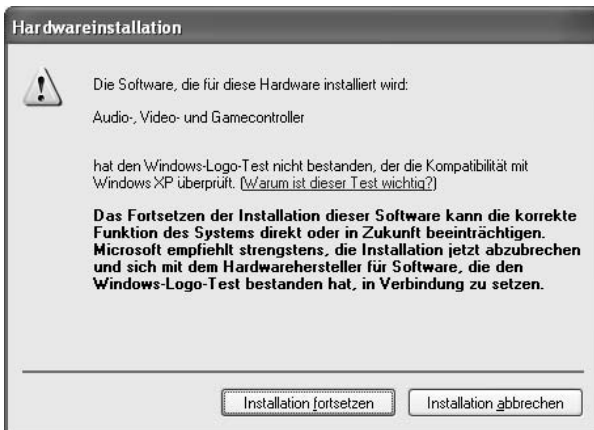 Hardwareinstallation
Die Software, die für diese Hardware installiert wird:
Audio-, Video- und Gamecontroller
hat den Windows-Logo-Test nicht bestanden, der die Kompatibilität mit
Windows XP überprüft. (Warum ist dieser Test wichtig?)
Das Fortsetzen der Installation dieser Software kann die korrekte
Funktion des Systems direkt oder in Zukunft beeinträchtigen.
Microsoft empfiehlt strengstens, die Installation jetzt abzubrechen
und sich mit dem Hardwarehersteller für Software, die den
Windows-Logo-Test bestanden hat, in Verbindung zu setzen.
Installation fortsetzen
Installation abbrechen